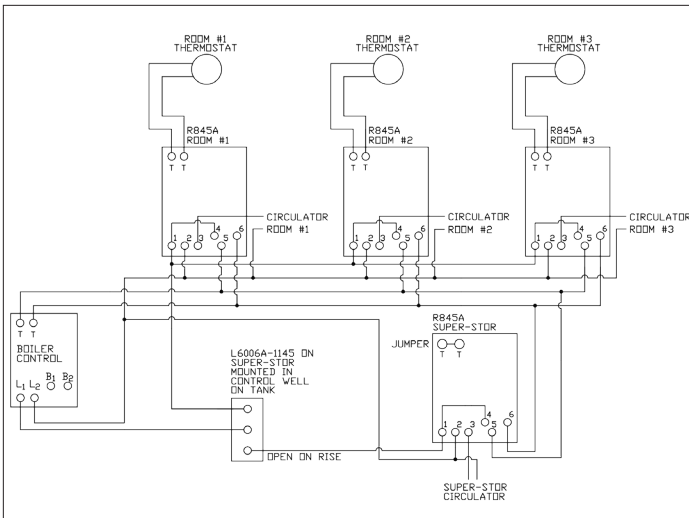 ROOM #1
THERMOSTAT
ROOM #2
THERMOSTAT
ROOM #3
THERMOSTAT
R845A
ROOM #1
T T
1 2 3 4 5 6
CIRCULATOR
ROOM #1
R845A
ROOM #2
T T
1 2 3 4 5 6
CIRCULATOR
ROOM #2
R845A
ROOM #3
T T
1 2 3 4 5 6
CIRCULATOR
ROOM #3
T T
BOILER
CONTROL
L1 L2 B1 B2
L6006A-1145 ON
SUPER-STOR
MOUNTED IN
CONTROL WELL
ON TANK
OPEN ON RISE
R845A
SUPER-STOR
JUMPER
T T
1 2 3 4 5 6
SUPER-STOR
CIRCULATOR